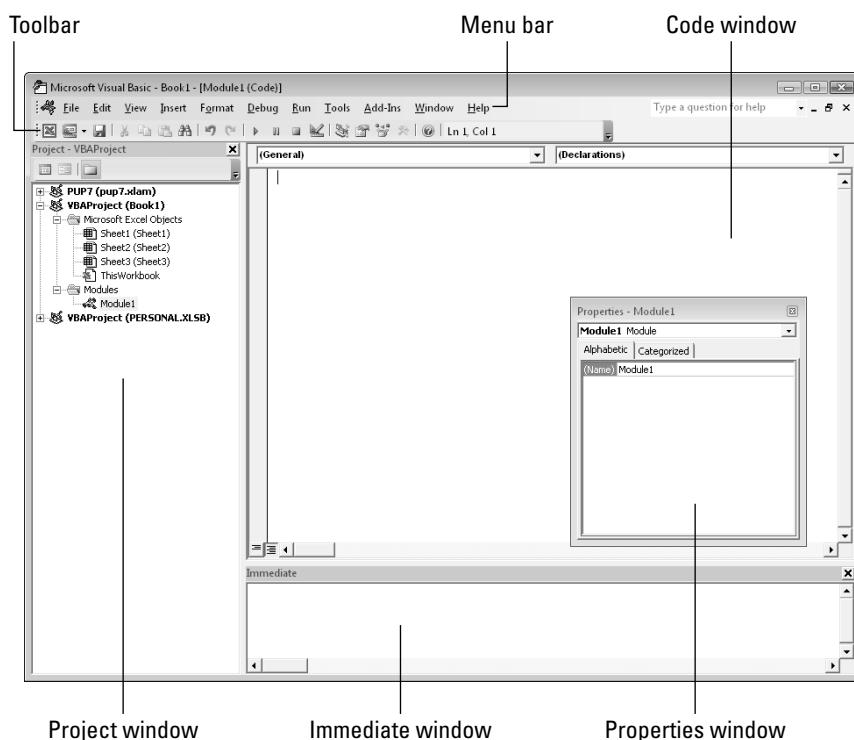 Toolbar
Menu bar
Code window
Microsoft Visual Basic - Book1 - [Module1 (Code)]
File Edit View Insert Format Debug Run Tools Add-Ins Window Help
Type a question for help
Ln 1, Col 1
Project - VBAProject
(General)
(Declarations)
PUP7 (pup7.xlam)
VBAProject (Book1)
Microsoft Excel Objects
Sheet1 (Sheet1)
Sheet2 (Sheet2)
Sheet3 (Sheet3)
ThisWorkbook
Modules
Module1
VBAProject (PERSONAL.XLSB)
Properties - Module1
Module1 Module
Alphabetic Categorized
(Name) Module1
Immediate
Project window
Immediate window
Properties window